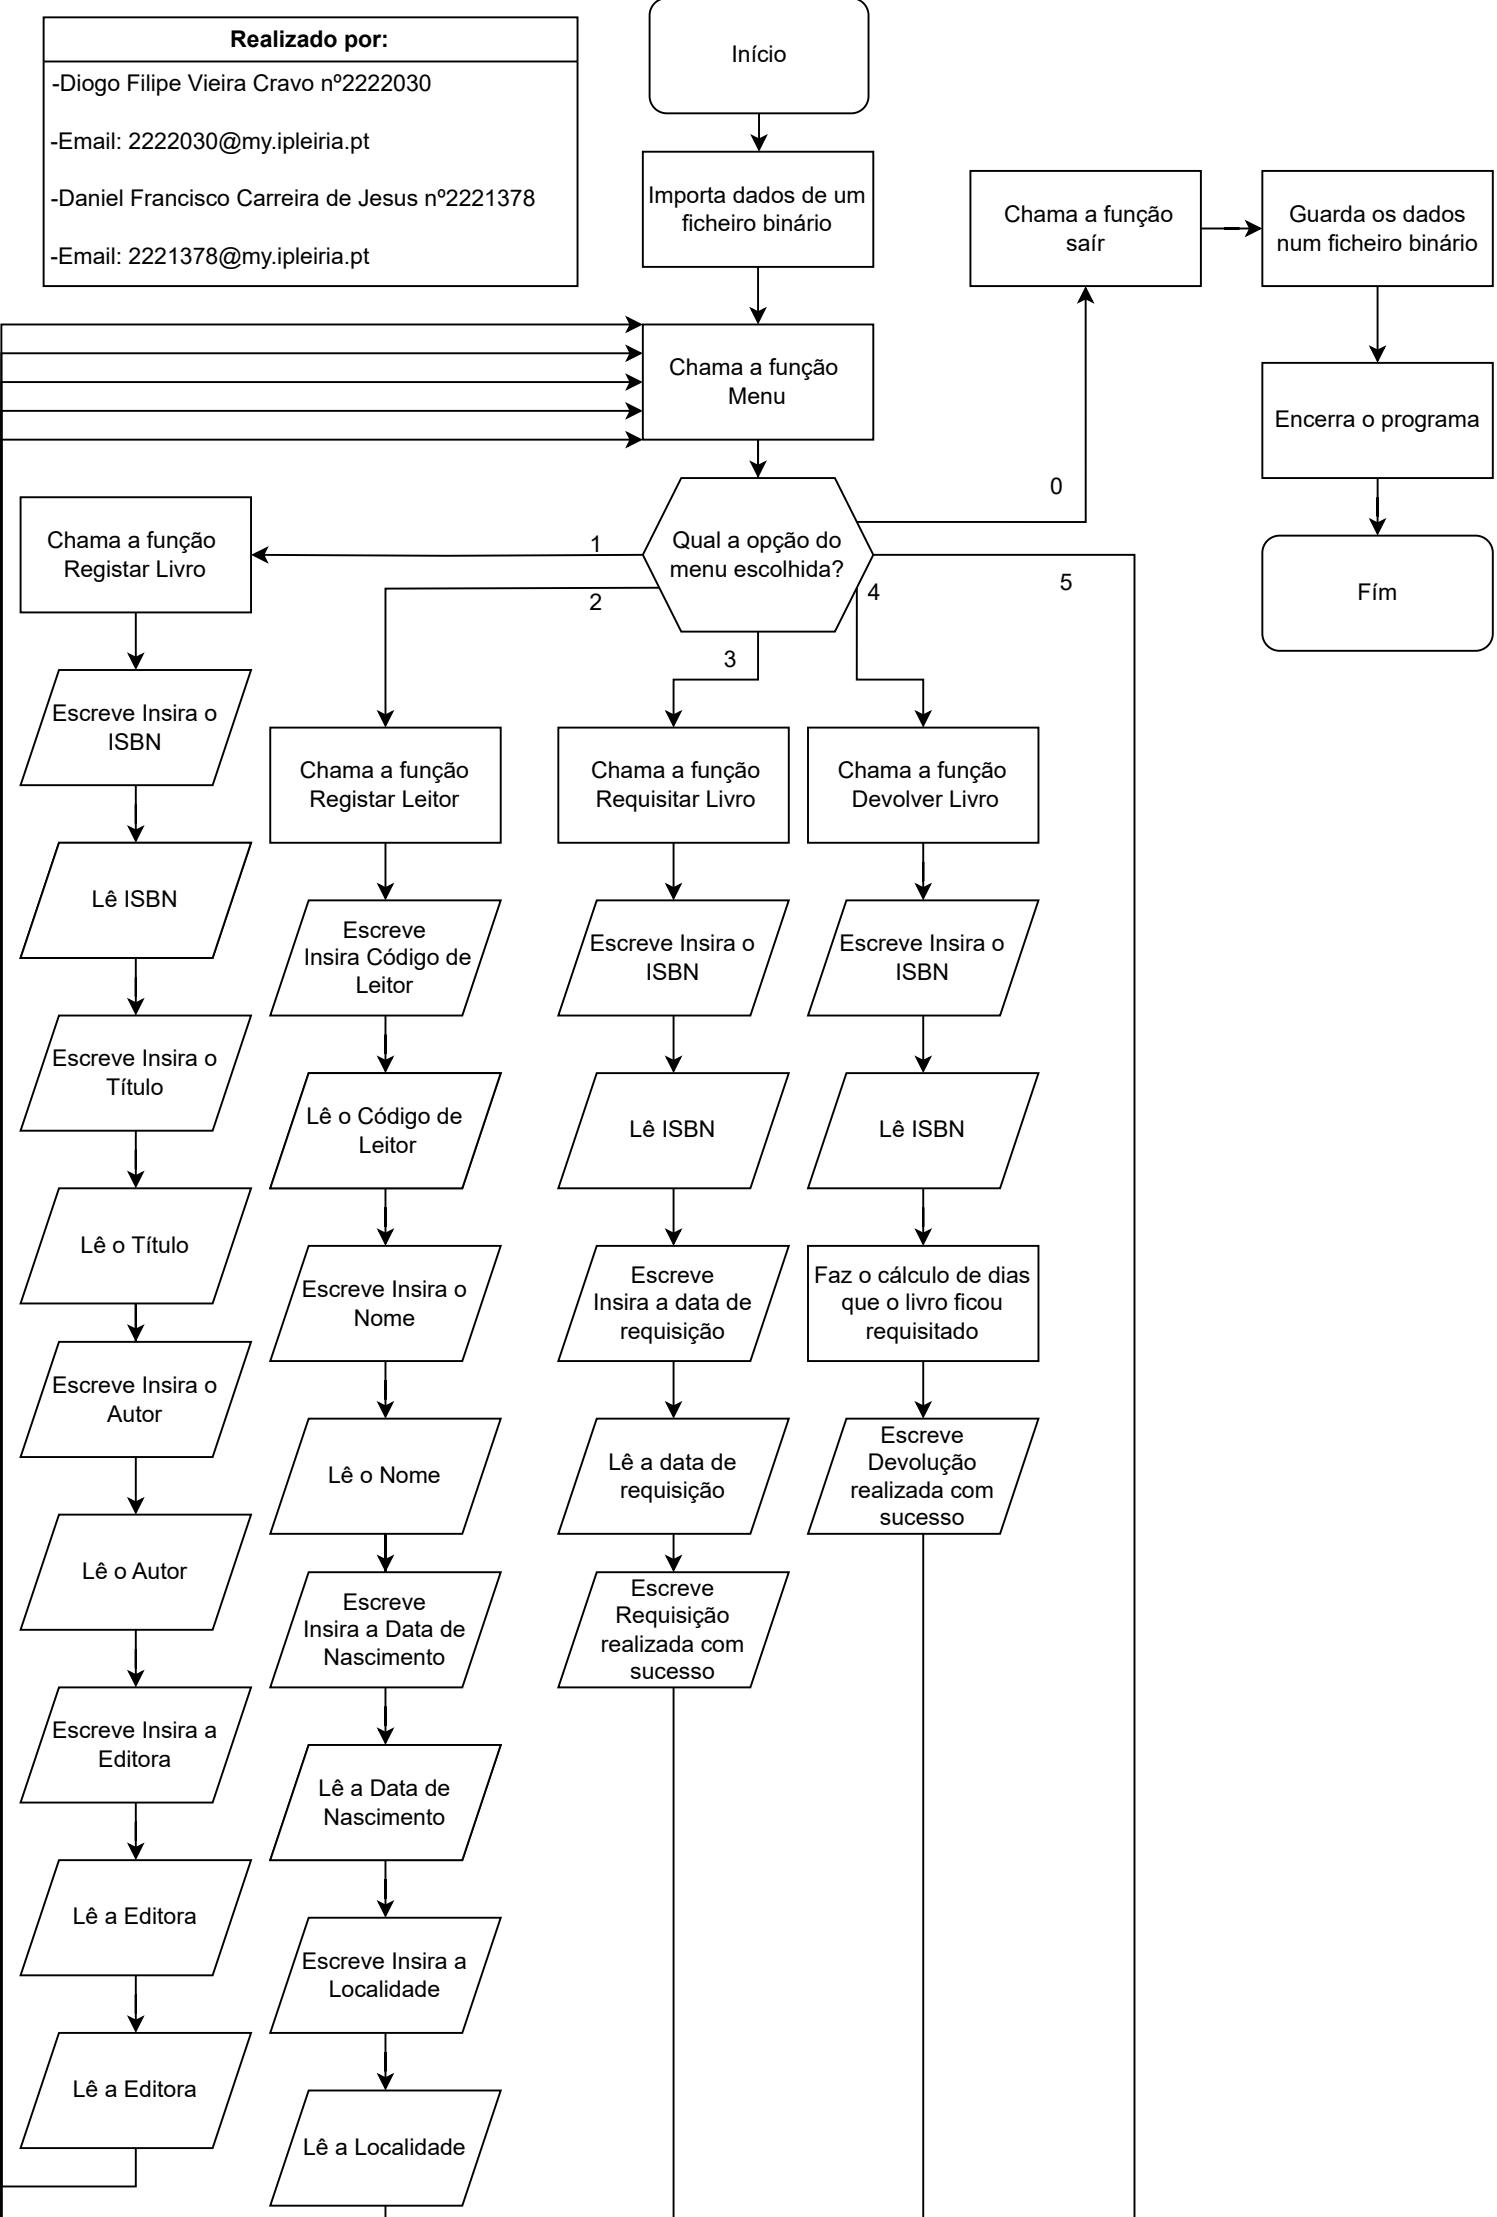 Realizado por:
-Diogo Filipe Vieira Cravo nº2222030
-Email: 2222030@my.ipleiria.pt
-Daniel Francisco Carreira de Jesus nº2221378
-Email: 2221378@my.ipleiria.pt
Início
Importa dados de um
ficheiro binário
Chama a função
Menu
Qual a opção do
menu escolhida?
0
Chama a função
saír
Guarda os dados
num ficheiro binário
Encerra o programa
Fím
1
Chama a função
Registar Livro
Escreve Insira o
ISBN
Lê ISBN
Escreve Insira o
Título
Lê o Título
Escreve Insira o
Autor
Lê o Autor
Escreve Insira a
Editora
Lê a Editora
Lê a Editora
2
Chama a função
Registar Leitor
Escreve
Insira Código de
Leitor
Lê o Código de
Leitor
Escreve Insira o
Nome
Lê o Nome
Escreve
Insira a Data de
Nascimento
Lê a Data de
Nascimento
Escreve Insira a
Localidade
Lê a Localidade
3
Chama a função
Requisitar Livro
Escreve Insira o
ISBN
Lê ISBN
Escreve
Insira a data de
requisição
Lê a data de
requisição
Escreve
Requisição
realizada com
sucesso
4
Chama a função
Devolver Livro
Escreve Insira o
ISBN
Lê ISBN
Faz o cálculo de dias
que o livro ficou
requisitado
Escreve
Devolução
realizada com
sucesso
5